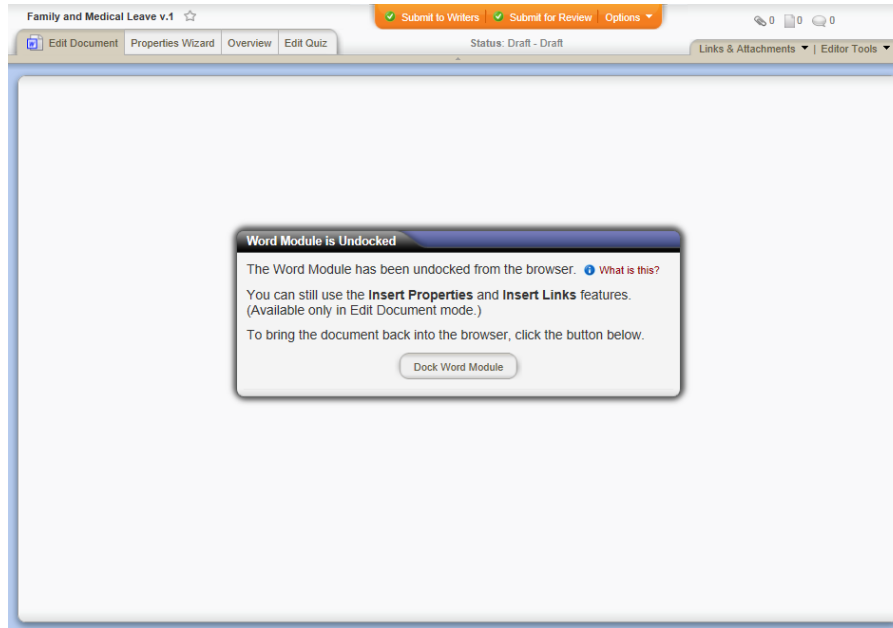 Family and Medical Leave v.1
Submit to Writers Submit for Review Options
0 0 0
Edit Document Properties Wizard Overview Edit Quiz
Status: Draft - Draft
Links & Attachments | Editor Tools
Word Module is Undocked
The Word Module has been undocked from the browser. What is this?
You can still use the Insert Properties and Insert Links features.
(Available only in Edit Document mode.)
To bring the document back into the browser, click the button below.
Dock Word Module